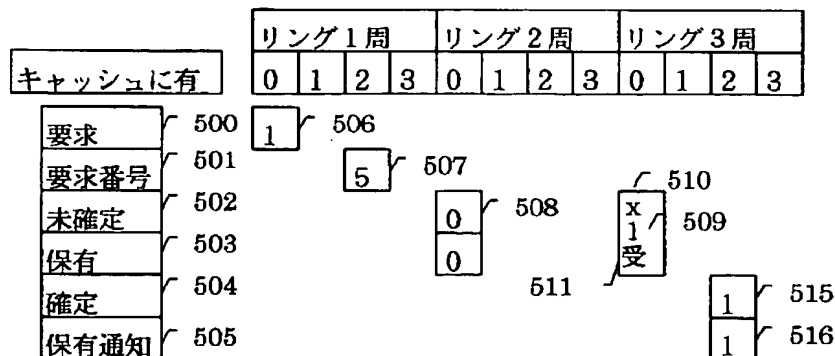 リング1周 リング2周 リング3周
キャッシュに有 0 1 2 3 0 1 2 3 0 1 2 3
要求 500 1 506
要求番号 501 5 507
未確定 502 0 508 x 510
保有 503 0 1 509
受 511
確定 504 1 515
保有通知 505 1 516